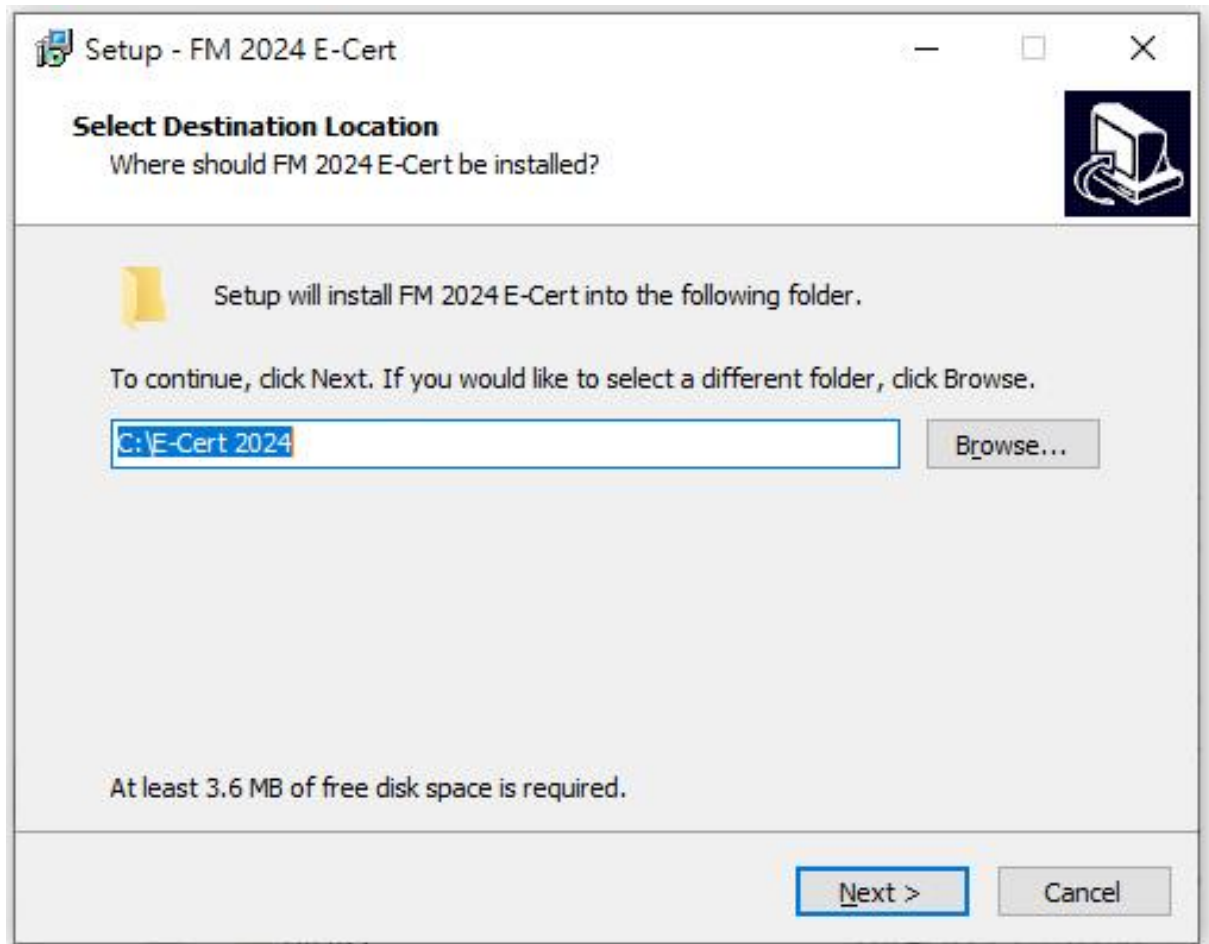 Setup - FM 2024 E-Cert
Select Destination Location
Where should FM 2024 E-Cert be installed?
Setup will install FM 2024 E-Cert into the following folder.
To continue, click Next. If you would like to select a different folder, click Browse.
C:\E-Cert 2024
Browse...
At least 3.6 MB of free disk space is required.
Next >
Cancel